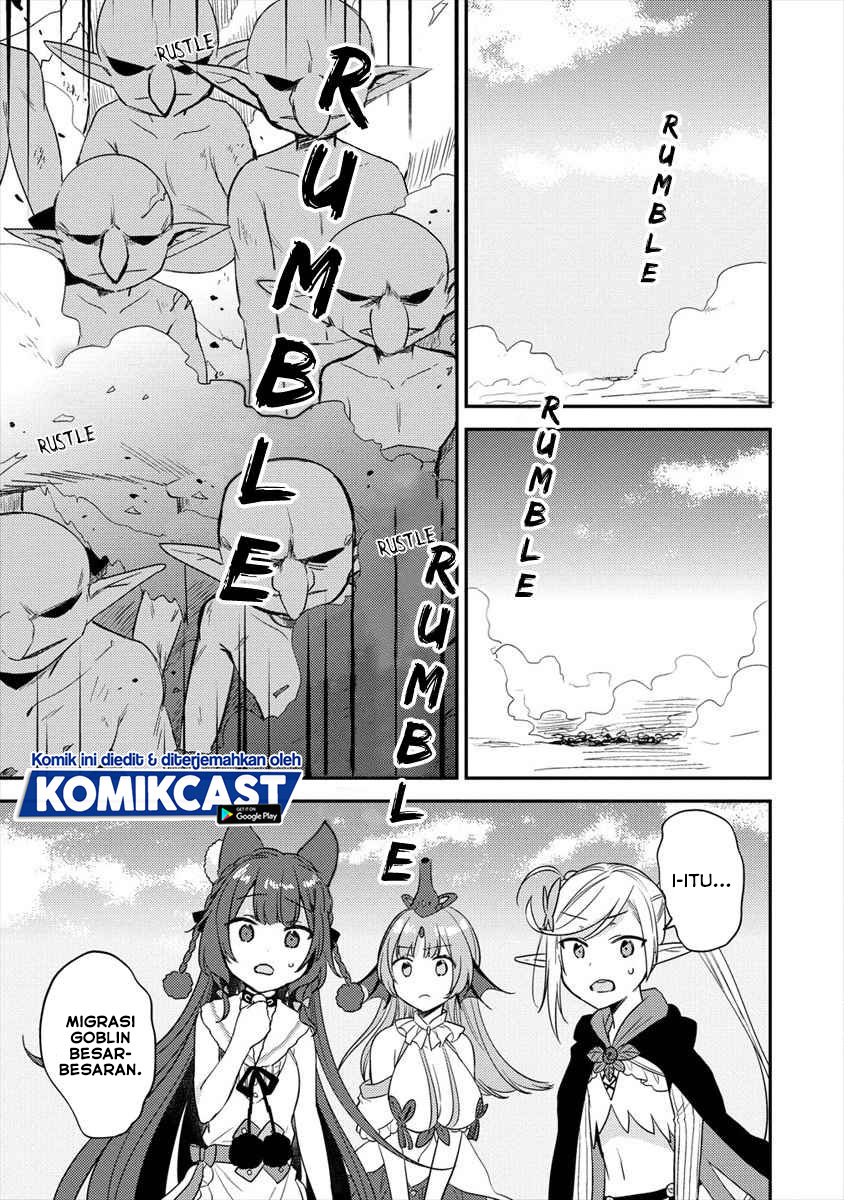 RUMBLE
RUMBLE
RUSTLE
RUMBLE
RUSTLE
RUSTLE
RUMBLE
Komik ini diedit & diterjemahkan oleh
KOMIKCAST
GET IT ON
Google Play
I-ITU...
MIGRASI
GOBLIN
BESAR-
BESARAN.